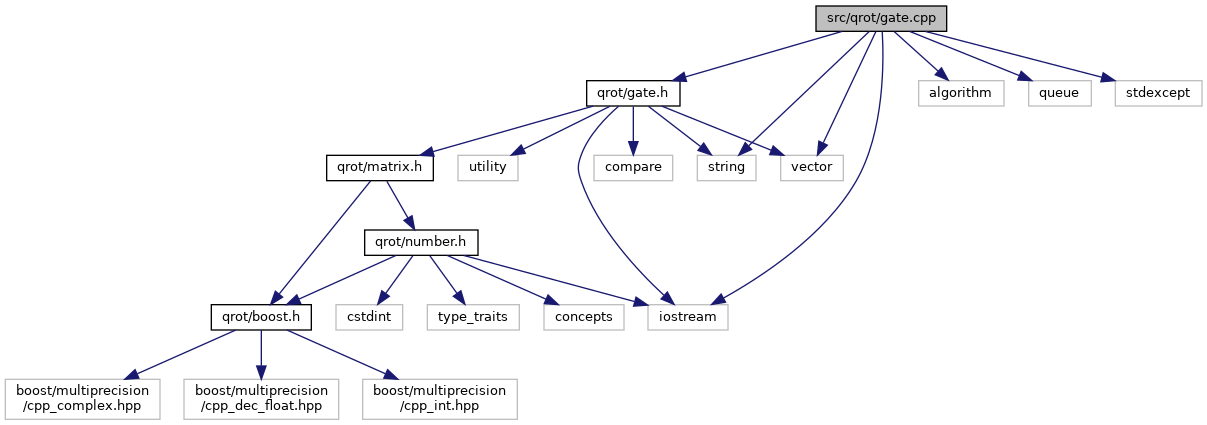 src/qrot/gate.cpp
qrot/gate.h
algorithm
queue
stdexcept
qrot/matrix.h
utility
compare
string
vector
qrot/number.h
qrot/boost.h
cstdint
type_traits
concepts
iostream
boost/multiprecision
/cpp_complex.hpp
boost/multiprecision
/cpp_dec_float.hpp
boost/multiprecision
/cpp_int.hpp